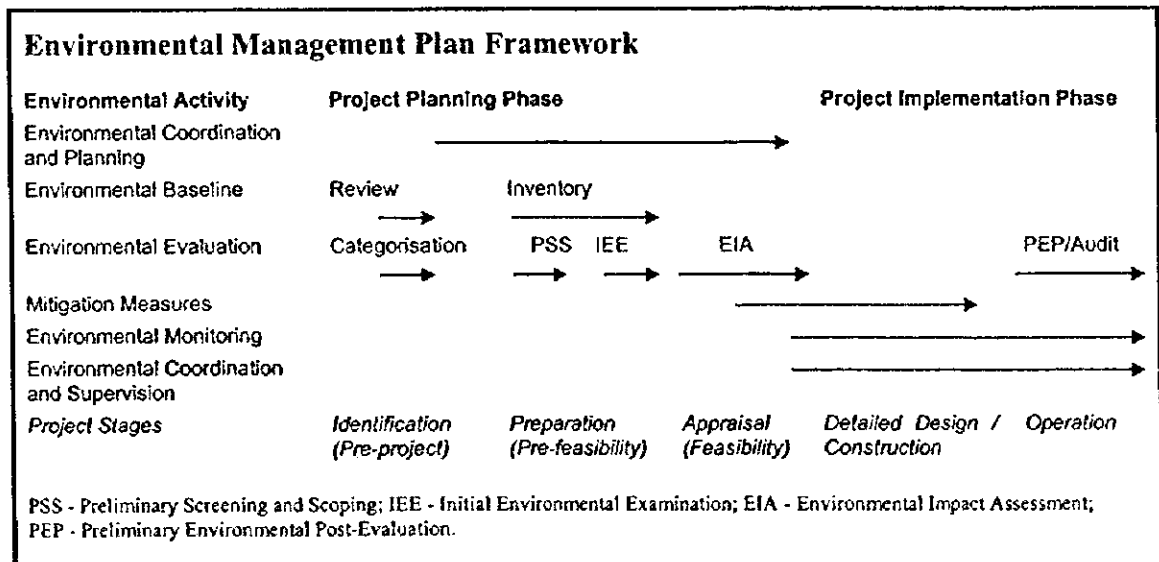 Environmental Management Plan Framework
Environmental Activity Project Planning Phase Project Implementation Phase
Environmental Coordination
and Planning
Environmental Baseline Review Inventory
Environmental Evaluation Categorisation PSS IEE EIA PEP/Audit
Mitigation Measures
Environmental Monitoring
Environmental Coordination
and Supervision
Project Stages Identification Preparation Appraisal Detailed Design / Operation
(Pre-project) (Pre-feasibility) (Feasibility) Construction
PSS - Preliminary Screening and Scoping; IEE - Initial Environmental Examination; EIA - Environmental Impact Assessment;
PEP - Preliminary Environmental Post-Evaluation.